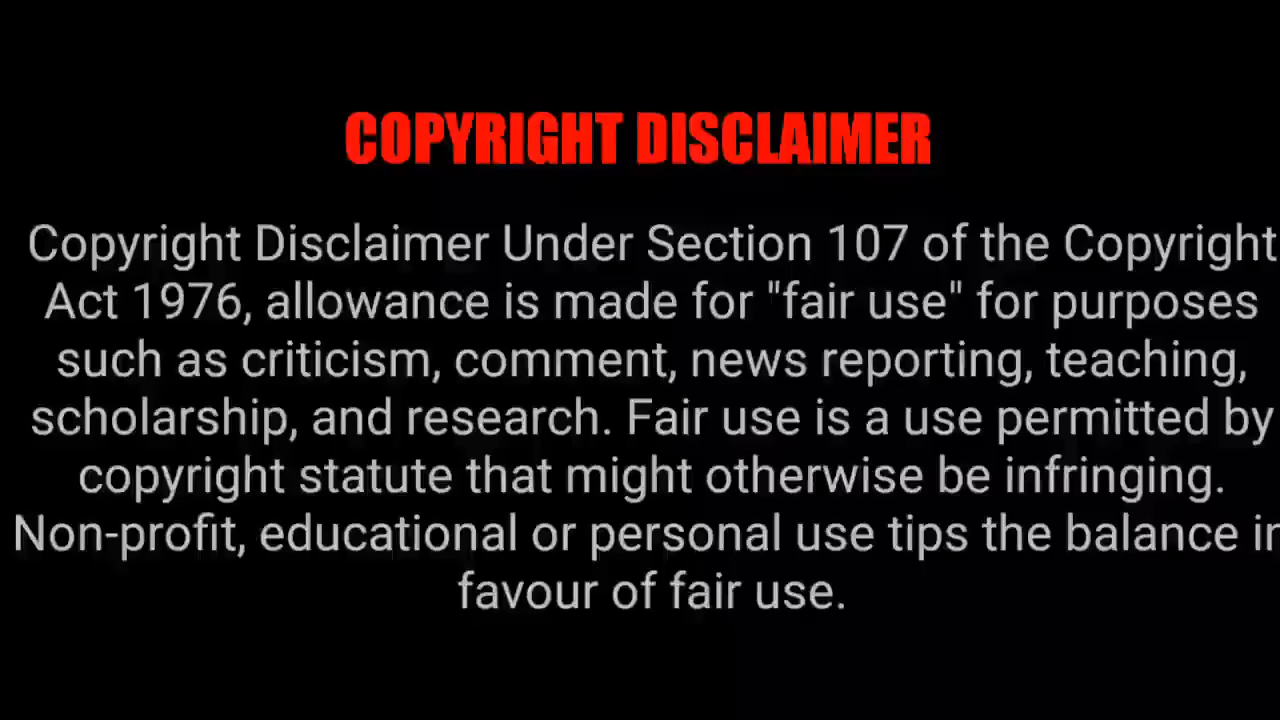 COPYRIGHT DISCLAIMER
Copyright Disclaimer Under Section 107 of the Copyright
Act 1976, allowance is made for "fair use" for purposes
such as criticism, comment, news reporting, teaching,
scholarship, and research. Fair use is a use permitted by
copyright statute that might otherwise be infringing.
Non-profit, educational or personal use tips the balance in
favour of fair use.